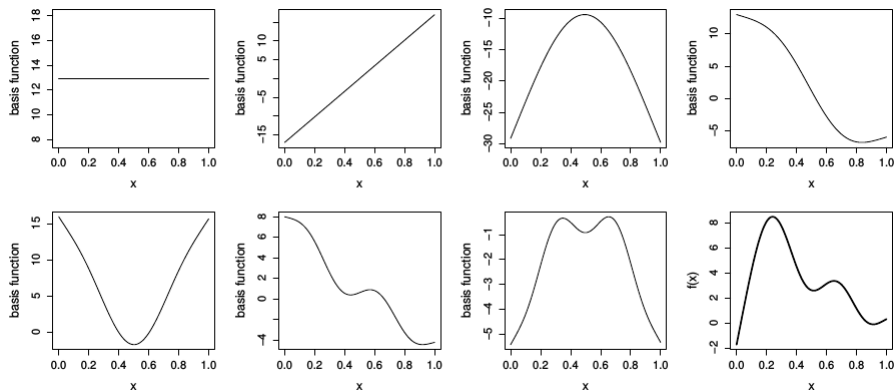 basis function
8 10 12 14 16 18
0.0 0.2 0.4 0.6 0.8 1.0
x
basis function
-15 -5 5 10
0.0 0.2 0.4 0.6 0.8 1.0
x
basis function
-30 -25 -20 -15 -10
0.0 0.2 0.4 0.6 0.8 1.0
x
basis function
-5 0 5 10
0.0 0.2 0.4 0.6 0.8 1.0
x
basis function
0 5 10 15
0.0 0.2 0.4 0.6 0.8 1.0
x
basis function
-4 0 2 4 6 8
0.0 0.2 0.4 0.6 0.8 1.0
x
basis function
-5 -4 -3 -2 -1
0.0 0.2 0.4 0.6 0.8 1.0
x
f(x)
-2 0 2 4 6 8
0.0 0.2 0.4 0.6 0.8 1.0
x